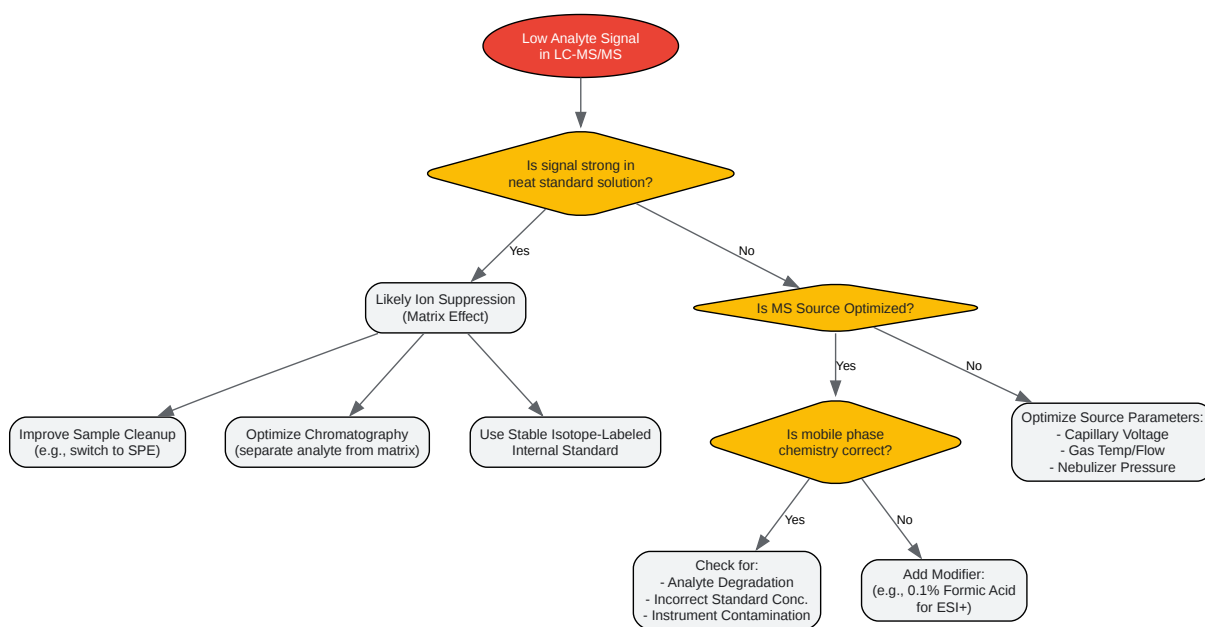 Low Analyte Signal
in LC-MS/MS
Is signal strong in
neat standard solution?
Yes
No
Likely Ion Suppression
(Matrix Effect)
Is MS Source Optimized?
Yes
No
Improve Sample Cleanup
(e.g., switch to SPE)
Optimize Chromatography
(separate analyte from matrix)
Use Stable Isotope-Labeled
Internal Standard
Is mobile phase
chemistry correct?
Optimize Source Parameters:
- Capillary Voltage
- Gas Temp/Flow
- Nebulizer Pressure
Yes
No
Check for:
- Analyte Degradation
- Incorrect Standard Conc.
- Instrument Contamination
Add Modifier:
(e.g., 0.1% Formic Acid
for ESI+)